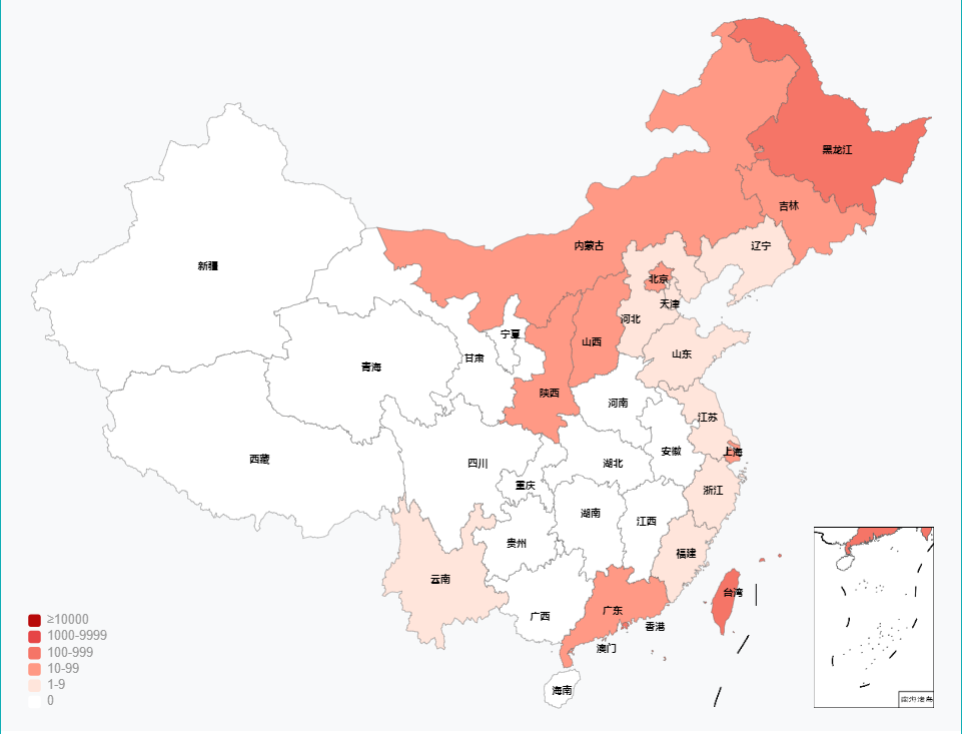 黑龙江
吉林
辽宁
内蒙古
新疆
北京
天津
河北
宁夏
山西
山东
甘肃
青海
陕西
河南
江苏
西藏
四川
湖北
安徽
上海
重庆
浙江
湖南
江西
贵州
福建
云南
台湾
广东
广西
香港
澳门
海南
≥10000
1000-9999
100-999
10-99
1-9
0